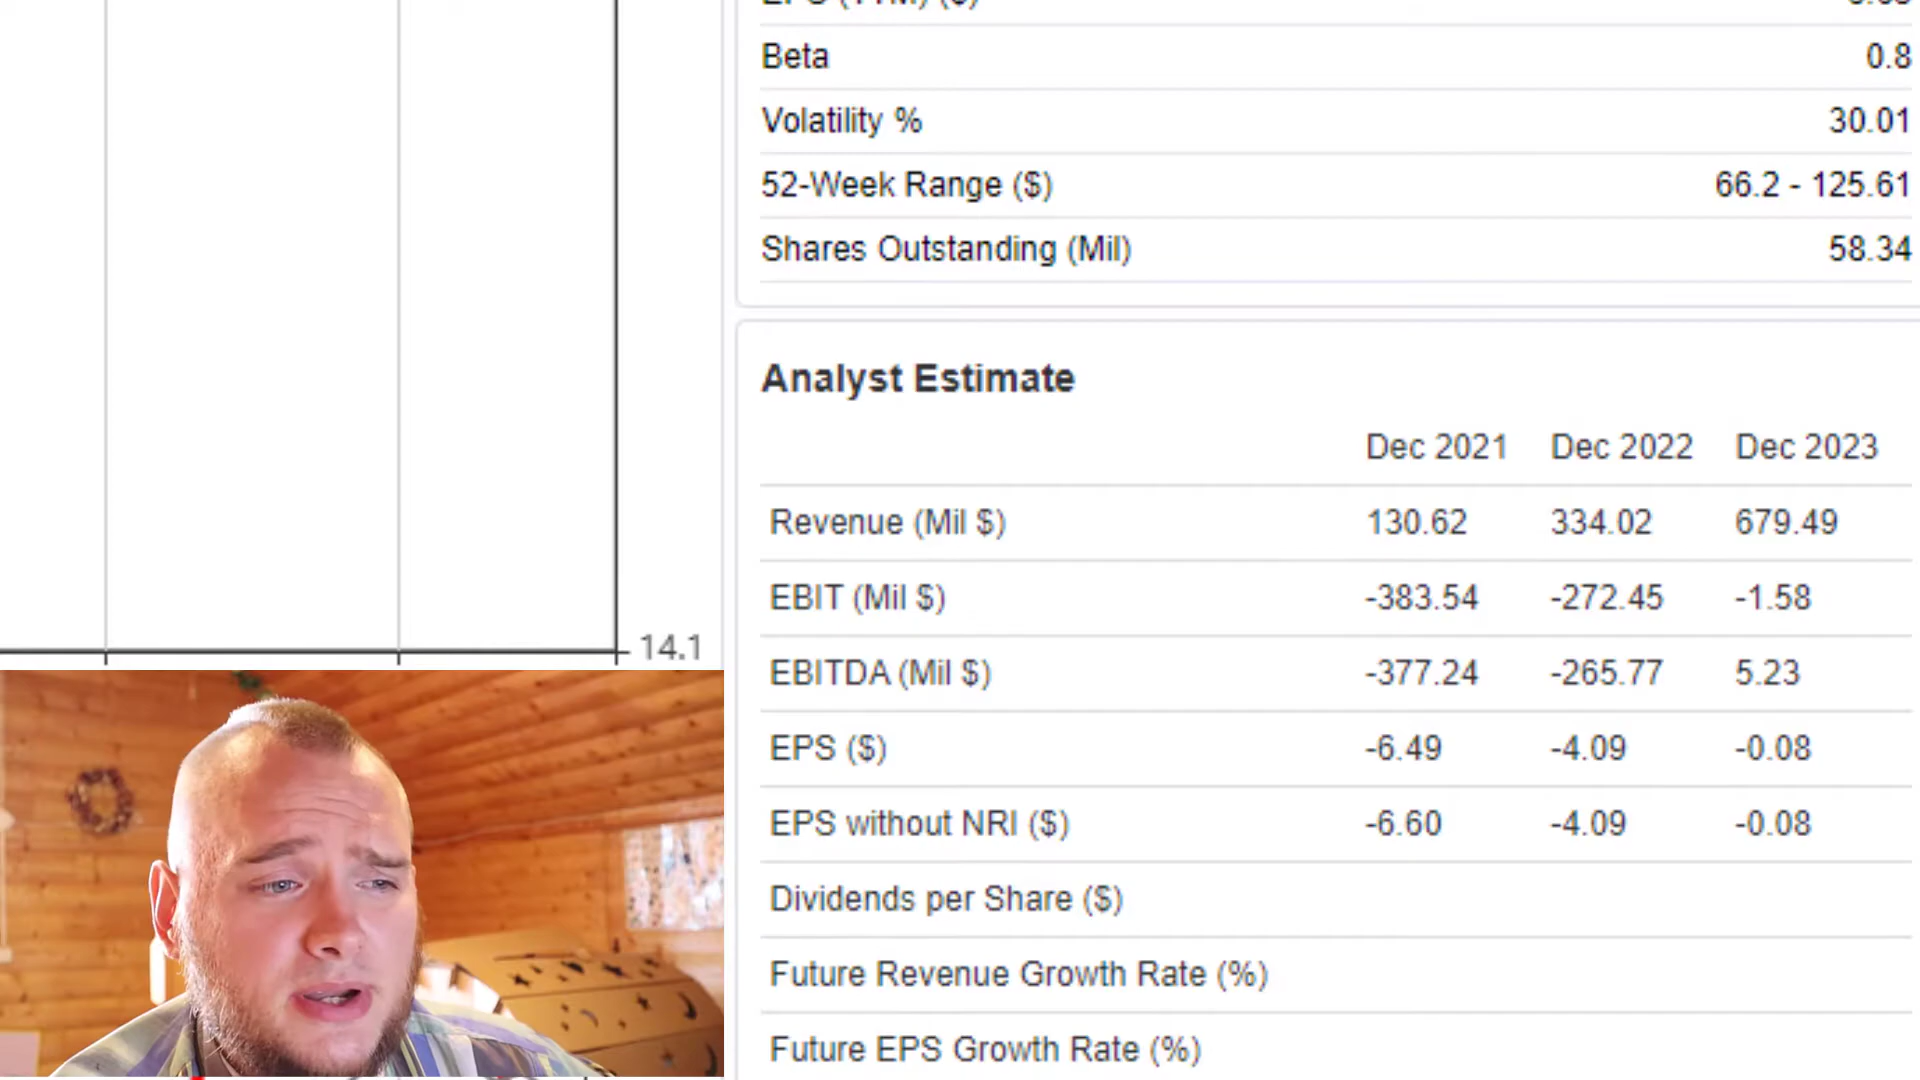 Beta 0.8
Volatility % 30.01
52-Week Range ($) 66.2 - 125.61
Shares Outstanding (Mil) 58.34
Analyst Estimate
Dec 2021 Dec 2022 Dec 2023
Revenue (Mil $) 130.62 334.02 679.49
EBIT (Mil $) -383.54 -272.45 -1.58
14.1
EBITDA (Mil $) -377.24 -265.77 5.23
EPS ($) -6.49 -4.09 -0.08
EPS without NRI ($) -6.60 -4.09 -0.08
Dividends per Share ($)
Future Revenue Growth Rate (%)
Future EPS Growth Rate (%)